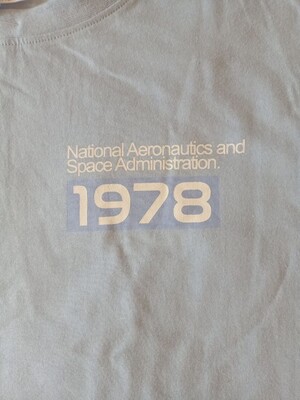 National Aeronautics and
Space Administration.
1978